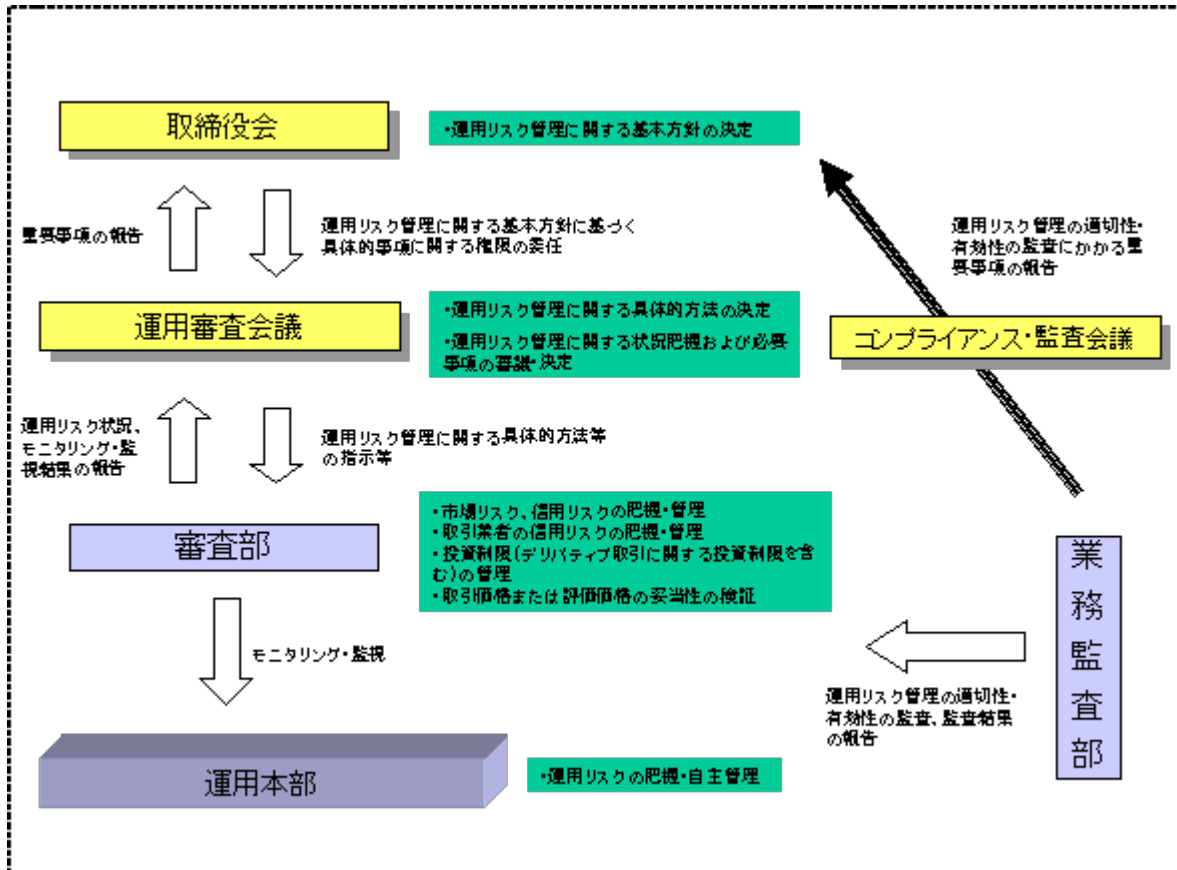 取締役会
・運用リスク管理に関する基本方針の決定
重要事項の報告
運用リスク管理に関する基本方針に基づく
具体的事項に関する権限の委任
運用リスク管理の適切性・
有効性の監査にかかる重
要事項の報告
運用審査会議
・運用リスク管理に関する具体的方法の決定
・運用リスク管理に関する状況把握および必要
事項の審議・決定
コンプライアンス・監査会議
運用リスク状況、
モニタリング・監
視結果の報告
運用リスク管理に関する具体的方法等
の指示等
審査部
・市場リスク、信用リスクの把握・管理
・取引業者の信用リスクの把握・管理
・投資制限(デリバティブ取引に関する投資制限を含
む)の管理
・取引価格または評価価格の妥当性の検証
業務監査部
モニタリング・監視
運用リスク管理の適切性・
有効性の監査、監査結果
の報告
運用本部
・運用リスクの把握・自主管理